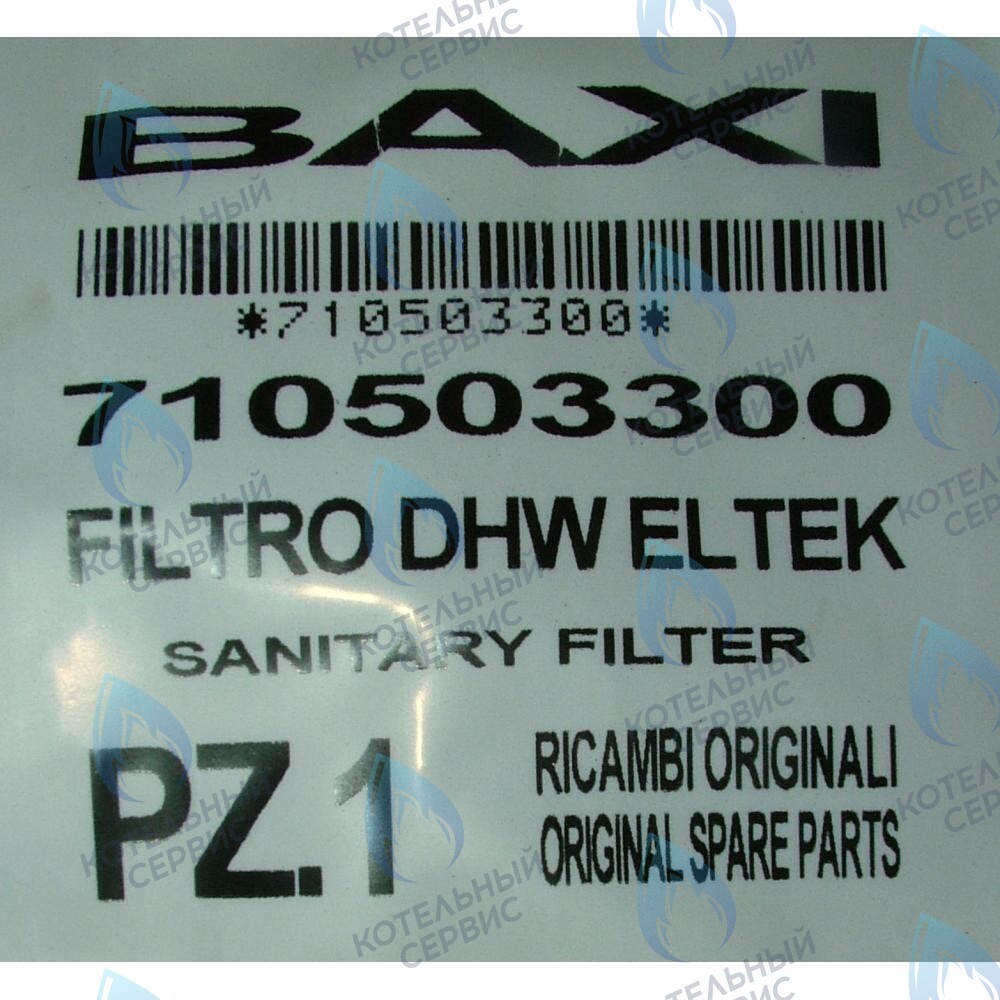 BAXI
*710503300*
710503300
FILTRO DHW ELTEK
SANITARY FILTER
PZ.1
RICAMBI ORIGINALI
ORIGINAL SPARE PARTS
КОТЕЛЬНЫЙ
СЕРВИС